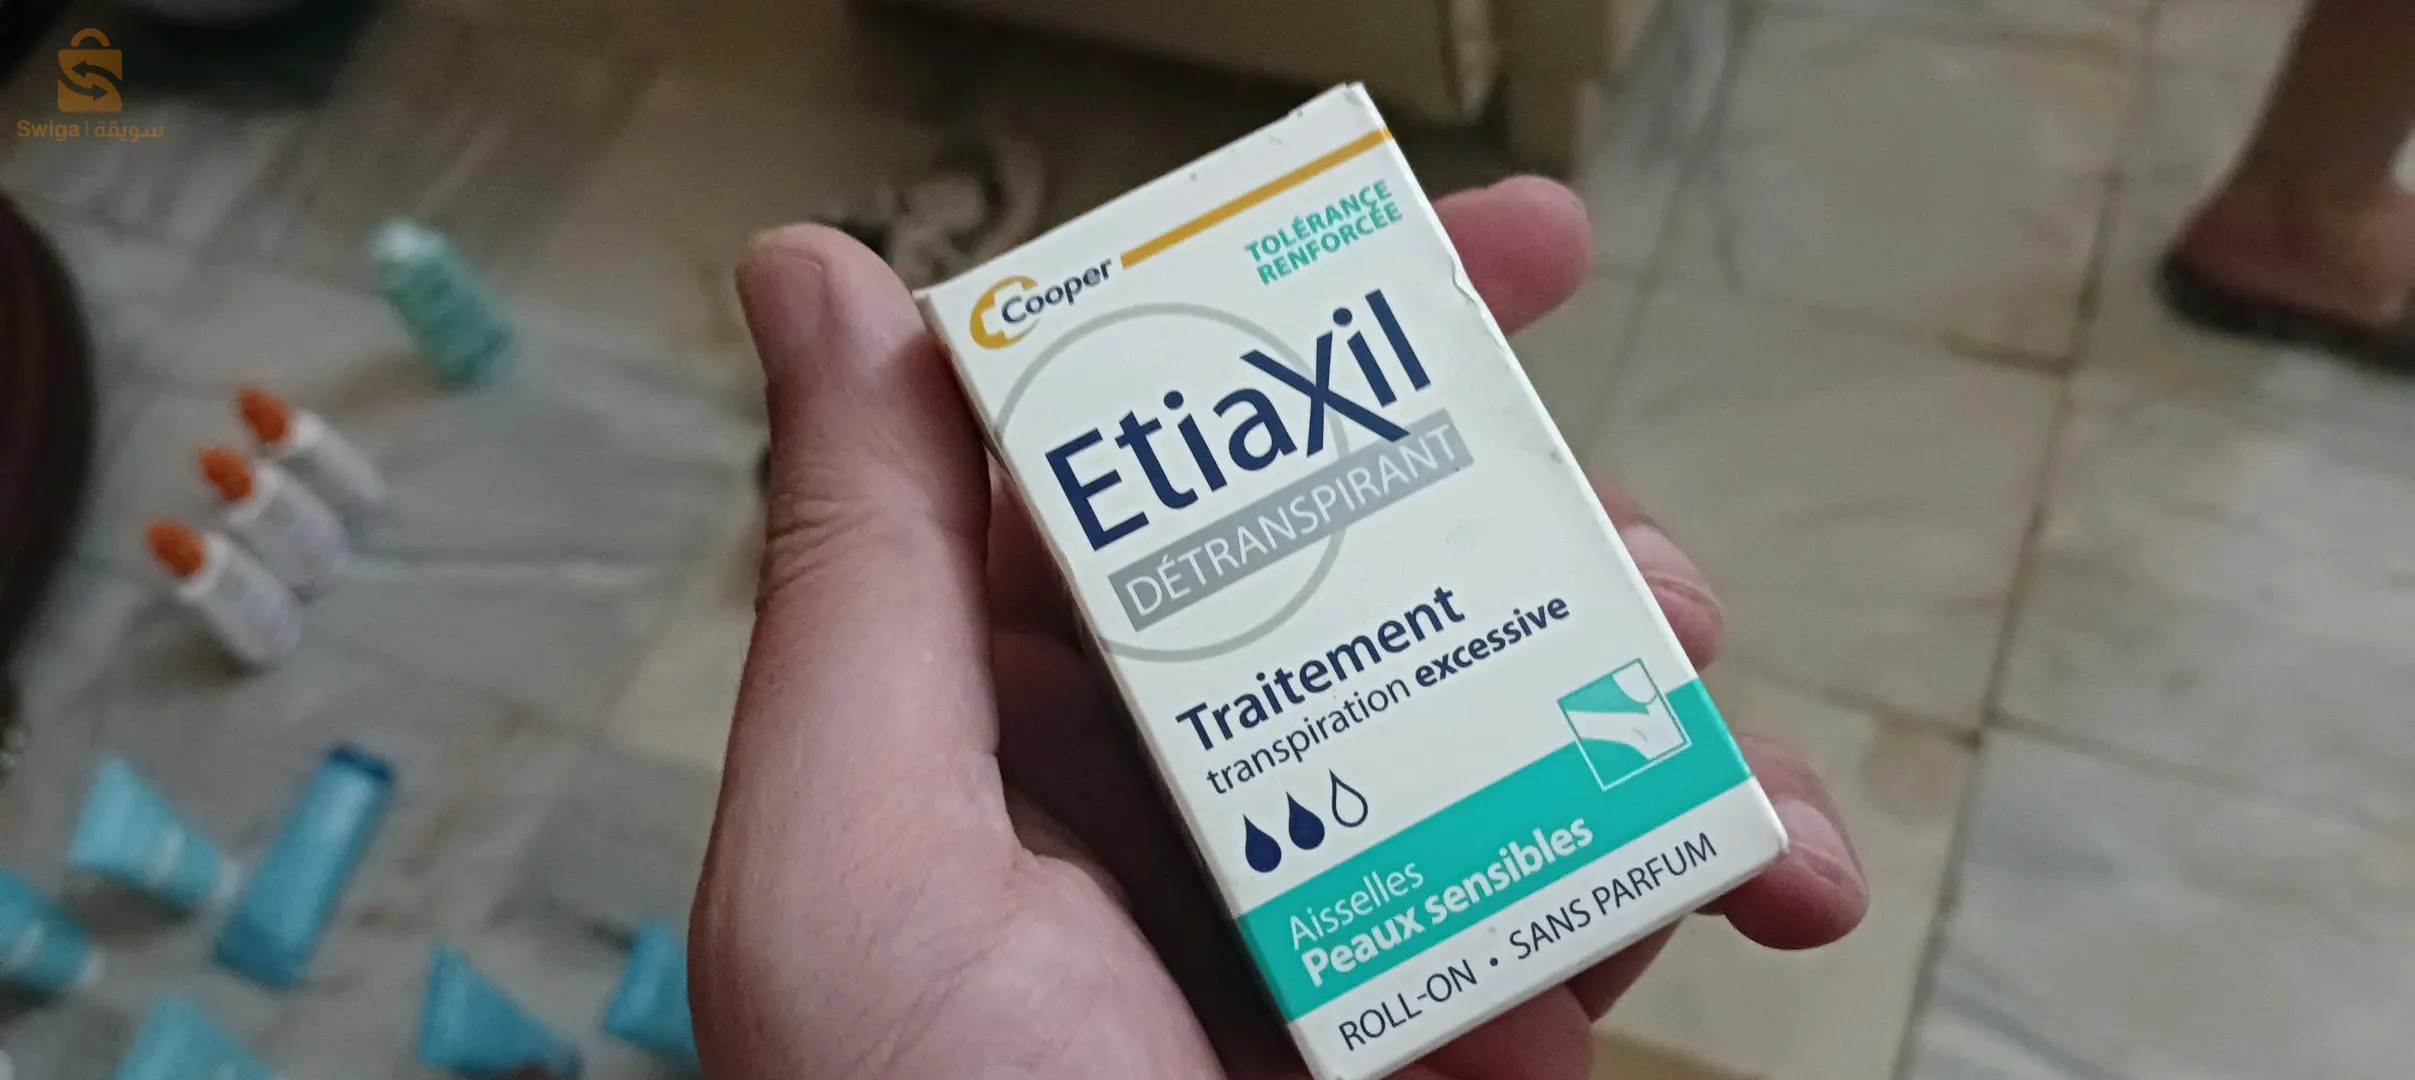 Swiga | سويقة
Cooper
TOLÉRANCE
RENFORCÉE
EtiaXil
DÉTRANSPIRANT
Traitement
transpiration excessive
Aisselles
Peaux sensibles
ROLL-ON • SANS PARFUM